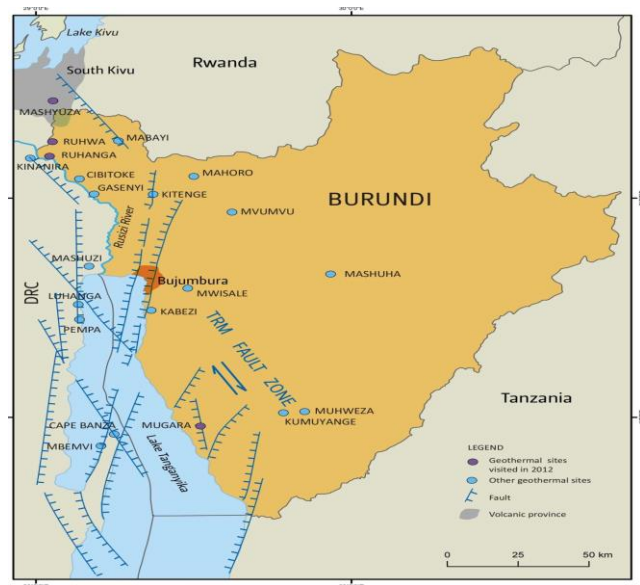 Lake Kivu
South Kivu
Rwanda
MASHYUZA
RUHWA
MABAYI
RUHANGA
KINANIRA
CIBITOKE
MAHORO
GASENYI
KITENGE
BURUNDI
MVUMVU
Rusizi River
MASHUZI
MASHUHA
Bujumbura
DRC
MWISALE
LUHANGA
KABEZI
PEMPA
TRM FAULT ZONE
Tanzania
MUHWEZA
CAPE BANZA
MUGARA
KUMUYANGE
MBEMVI
Lake Tanganyika
LEGEND
Geothermal sites
visited in 2012
Other geothermal sites
Fault
Volcanic province
0 25 50 km